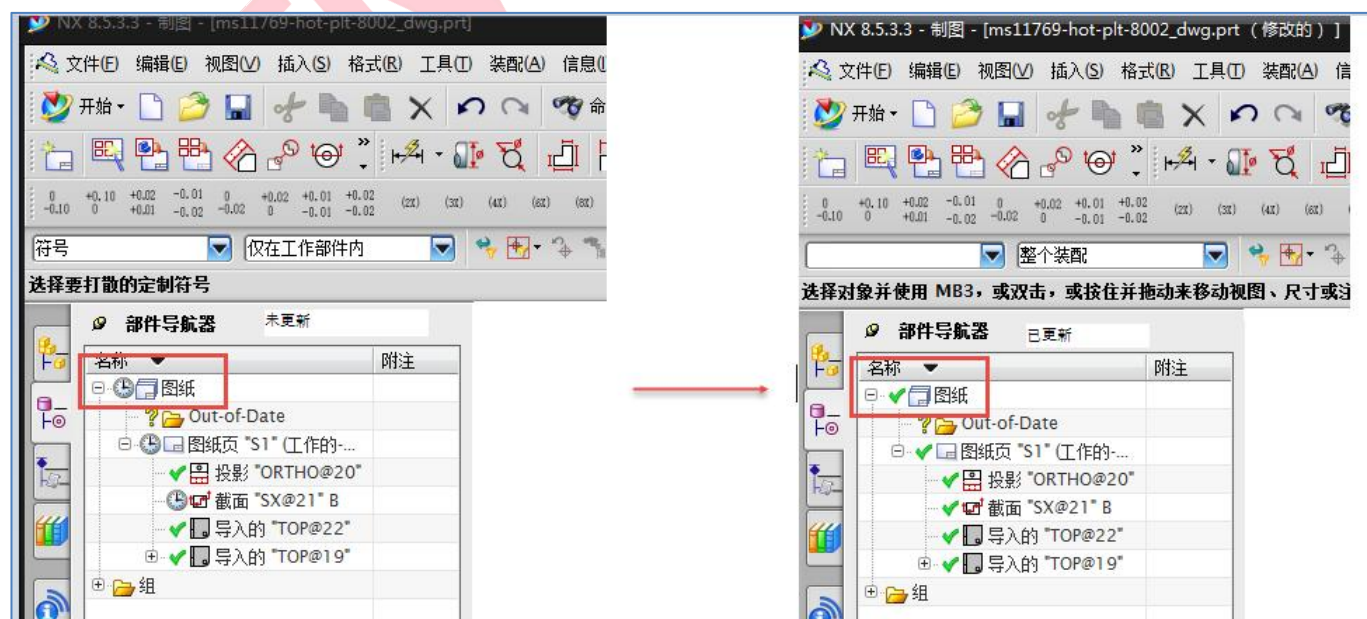 NX 8.5.3.3 - 制图 - [ms11769-hot-plt-8002_dwg.prt]
文件(F) 编辑(E) 视图(V) 插入(S) 格式(R) 工具(T) 装配(A) 信息(I
开始
命
0 +0.10 +0.02 -0.01 0 +0.02 +0.01 +0.02 (2X) (3X) (4X) (6X) (8X)
-0.10 0 +0.01 -0.02 -0.02 0 -0.01 -0.02
符号 仅在工作部件内
选择要打散的定制符号
部件导航器 未更新
名称 附注
图纸
Out-of-Date
图纸页 "S1" (工作的-...
投影 "ORTHO@20"
截面 "SX@21" B
导入的 "TOP@22"
导入的 "TOP@19"
组
NX 8.5.3.3 - 制图 - [ms11769-hot-plt-8002_dwg.prt （修改的） ]
文件(F) 编辑(E) 视图(V) 插入(S) 格式(R) 工具(T) 装配(A) 信
开始
0 +0.10 +0.02 -0.01 0 +0.02 +0.01 +0.02 (2X) (3X) (4X) (6X)
-0.10 0 +0.01 -0.02 -0.02 0 -0.01 -0.02
整个装配
选择对象并使用 MB3，或双击，或按住并拖动来移动视图、尺寸或注
部件导航器 已更新
名称 附注
图纸
Out-of-Date
图纸页 "S1" (工作的-...
投影 "ORTHO@20"
截面 "SX@21" B
导入的 "TOP@22"
导入的 "TOP@19"
组